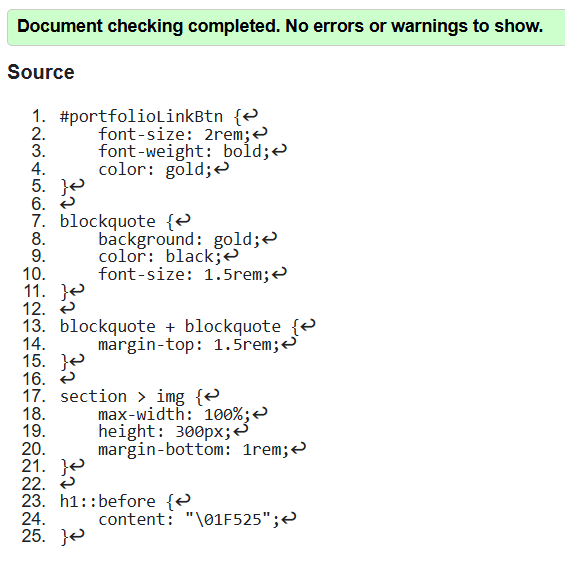 Document checking completed. No errors or warnings to show.
Source
1. #portfolioLinkBtn {↩
2.     font-size: 2rem;↩
3.     font-weight: bold;↩
4.     color: gold;↩
5. }↩
6. ↩
7. blockquote {↩
8.     background: gold;↩
9.     color: black;↩
10.     font-size: 1.5rem;↩
11. }↩
12. ↩
13. blockquote + blockquote {↩
14.     margin-top: 1.5rem;↩
15. }↩
16. ↩
17. section > img {↩
18.     max-width: 100%;↩
19.     height: 300px;↩
20.     margin-bottom: 1rem;↩
21. }↩
22. ↩
23. h1::before {↩
24.     content: "\01F525";↩
25. }↩